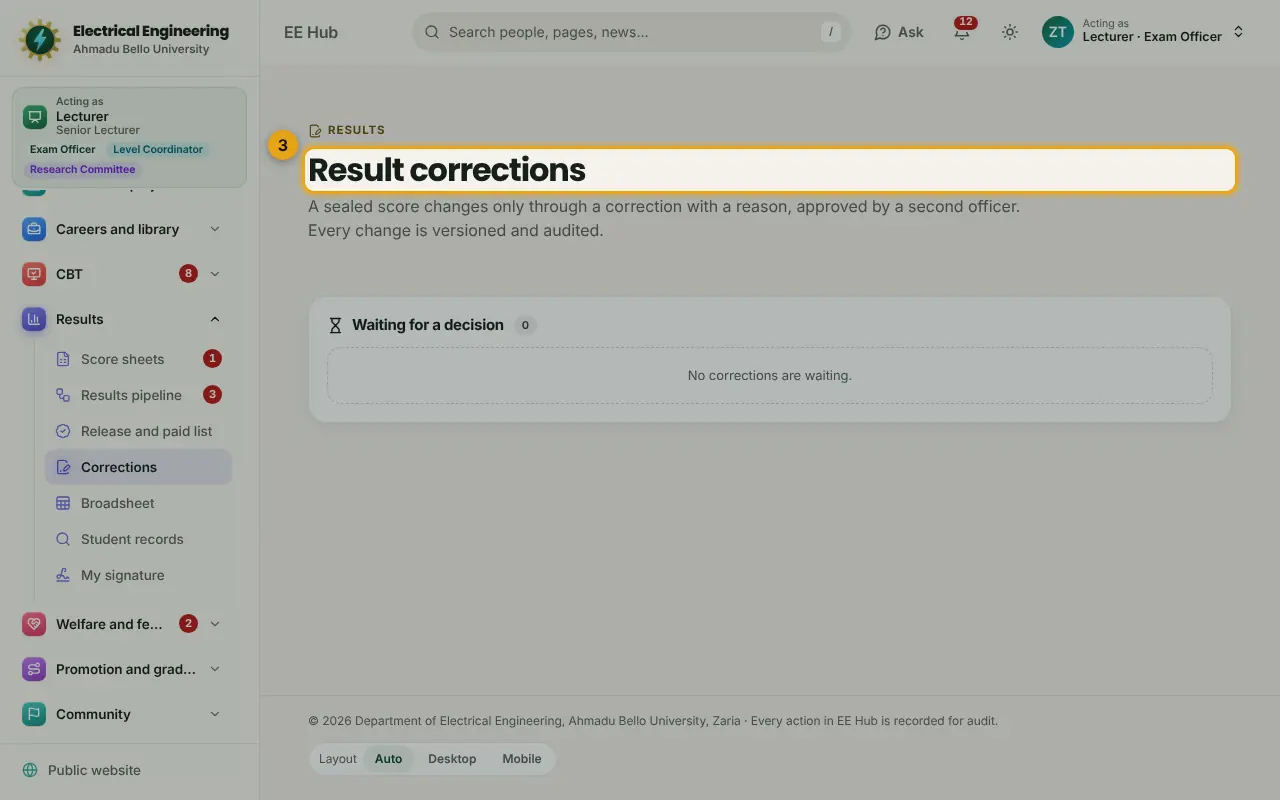 Electrical Engineering
Ahmadu Bello University
EE Hub
Search people, pages, news...
/
Ask
12
ZT
Acting as
Lecturer · Exam Officer
Acting as
Lecturer
Senior Lecturer
Exam Officer
Level Coordinator
Research Committee
Careers and library
CBT
8
Results
Score sheets
1
Results pipeline
3
Release and paid list
Corrections
Broadsheet
Student records
My signature
Welfare and fe...
2
Promotion and grad...
Community
Public website
RESULTS
3
Result corrections
A sealed score changes only through a correction with a reason, approved by a second officer.
Every change is versioned and audited.
Waiting for a decision
0
No corrections are waiting.
© 2026 Department of Electrical Engineering, Ahmadu Bello University, Zaria · Every action in EE Hub is recorded for audit.
Layout
Auto
Desktop
Mobile